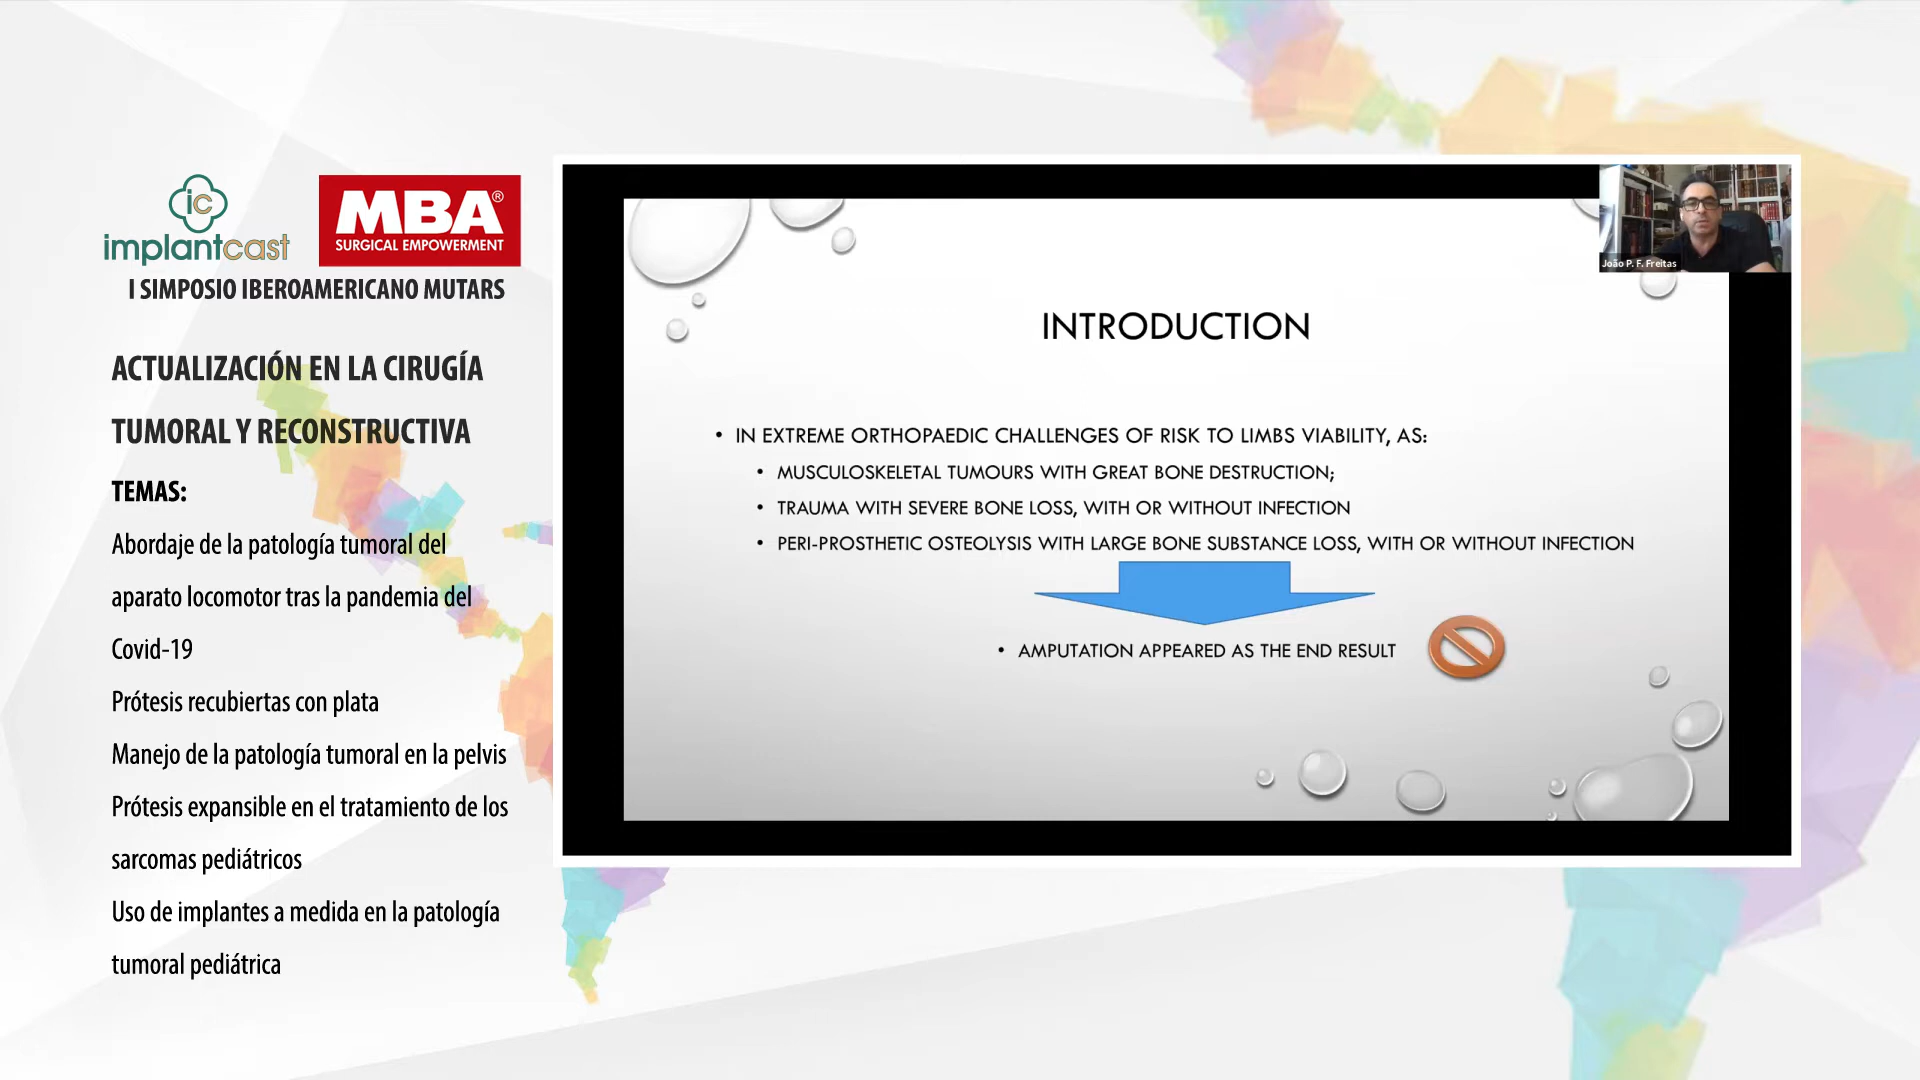 ic
implantcast
MBA®
SURGICAL EMPOWERMENT
I SIMPOSIO IBEROAMERICANO MUTARS
ACTUALIZACIÓN EN LA CIRUGÍA
TUMORAL Y RECONSTRUCTIVA
TEMAS:
Abordaje de la patología tumoral del
aparato locomotor tras la pandemia del
Covid-19
Prótesis recubiertas con plata
Manejo de la patología tumoral en la pelvis
Prótesis expansible en el tratamiento de los
sarcomas pediátricos
Uso de implantes a medida en la patología
tumoral pediátrica
João P. F. Freitas
INTRODUCTION
• IN EXTREME ORTHOPAEDIC CHALLENGES OF RISK TO LIMBS VIABILITY, AS:
• MUSCULOSKELETAL TUMOURS WITH GREAT BONE DESTRUCTION;
• TRAUMA WITH SEVERE BONE LOSS, WITH OR WITHOUT INFECTION
• PERI-PROSTHETIC OSTEOLYSIS WITH LARGE BONE SUBSTANCE LOSS, WITH OR WITHOUT INFECTION
• AMPUTATION APPEARED AS THE END RESULT